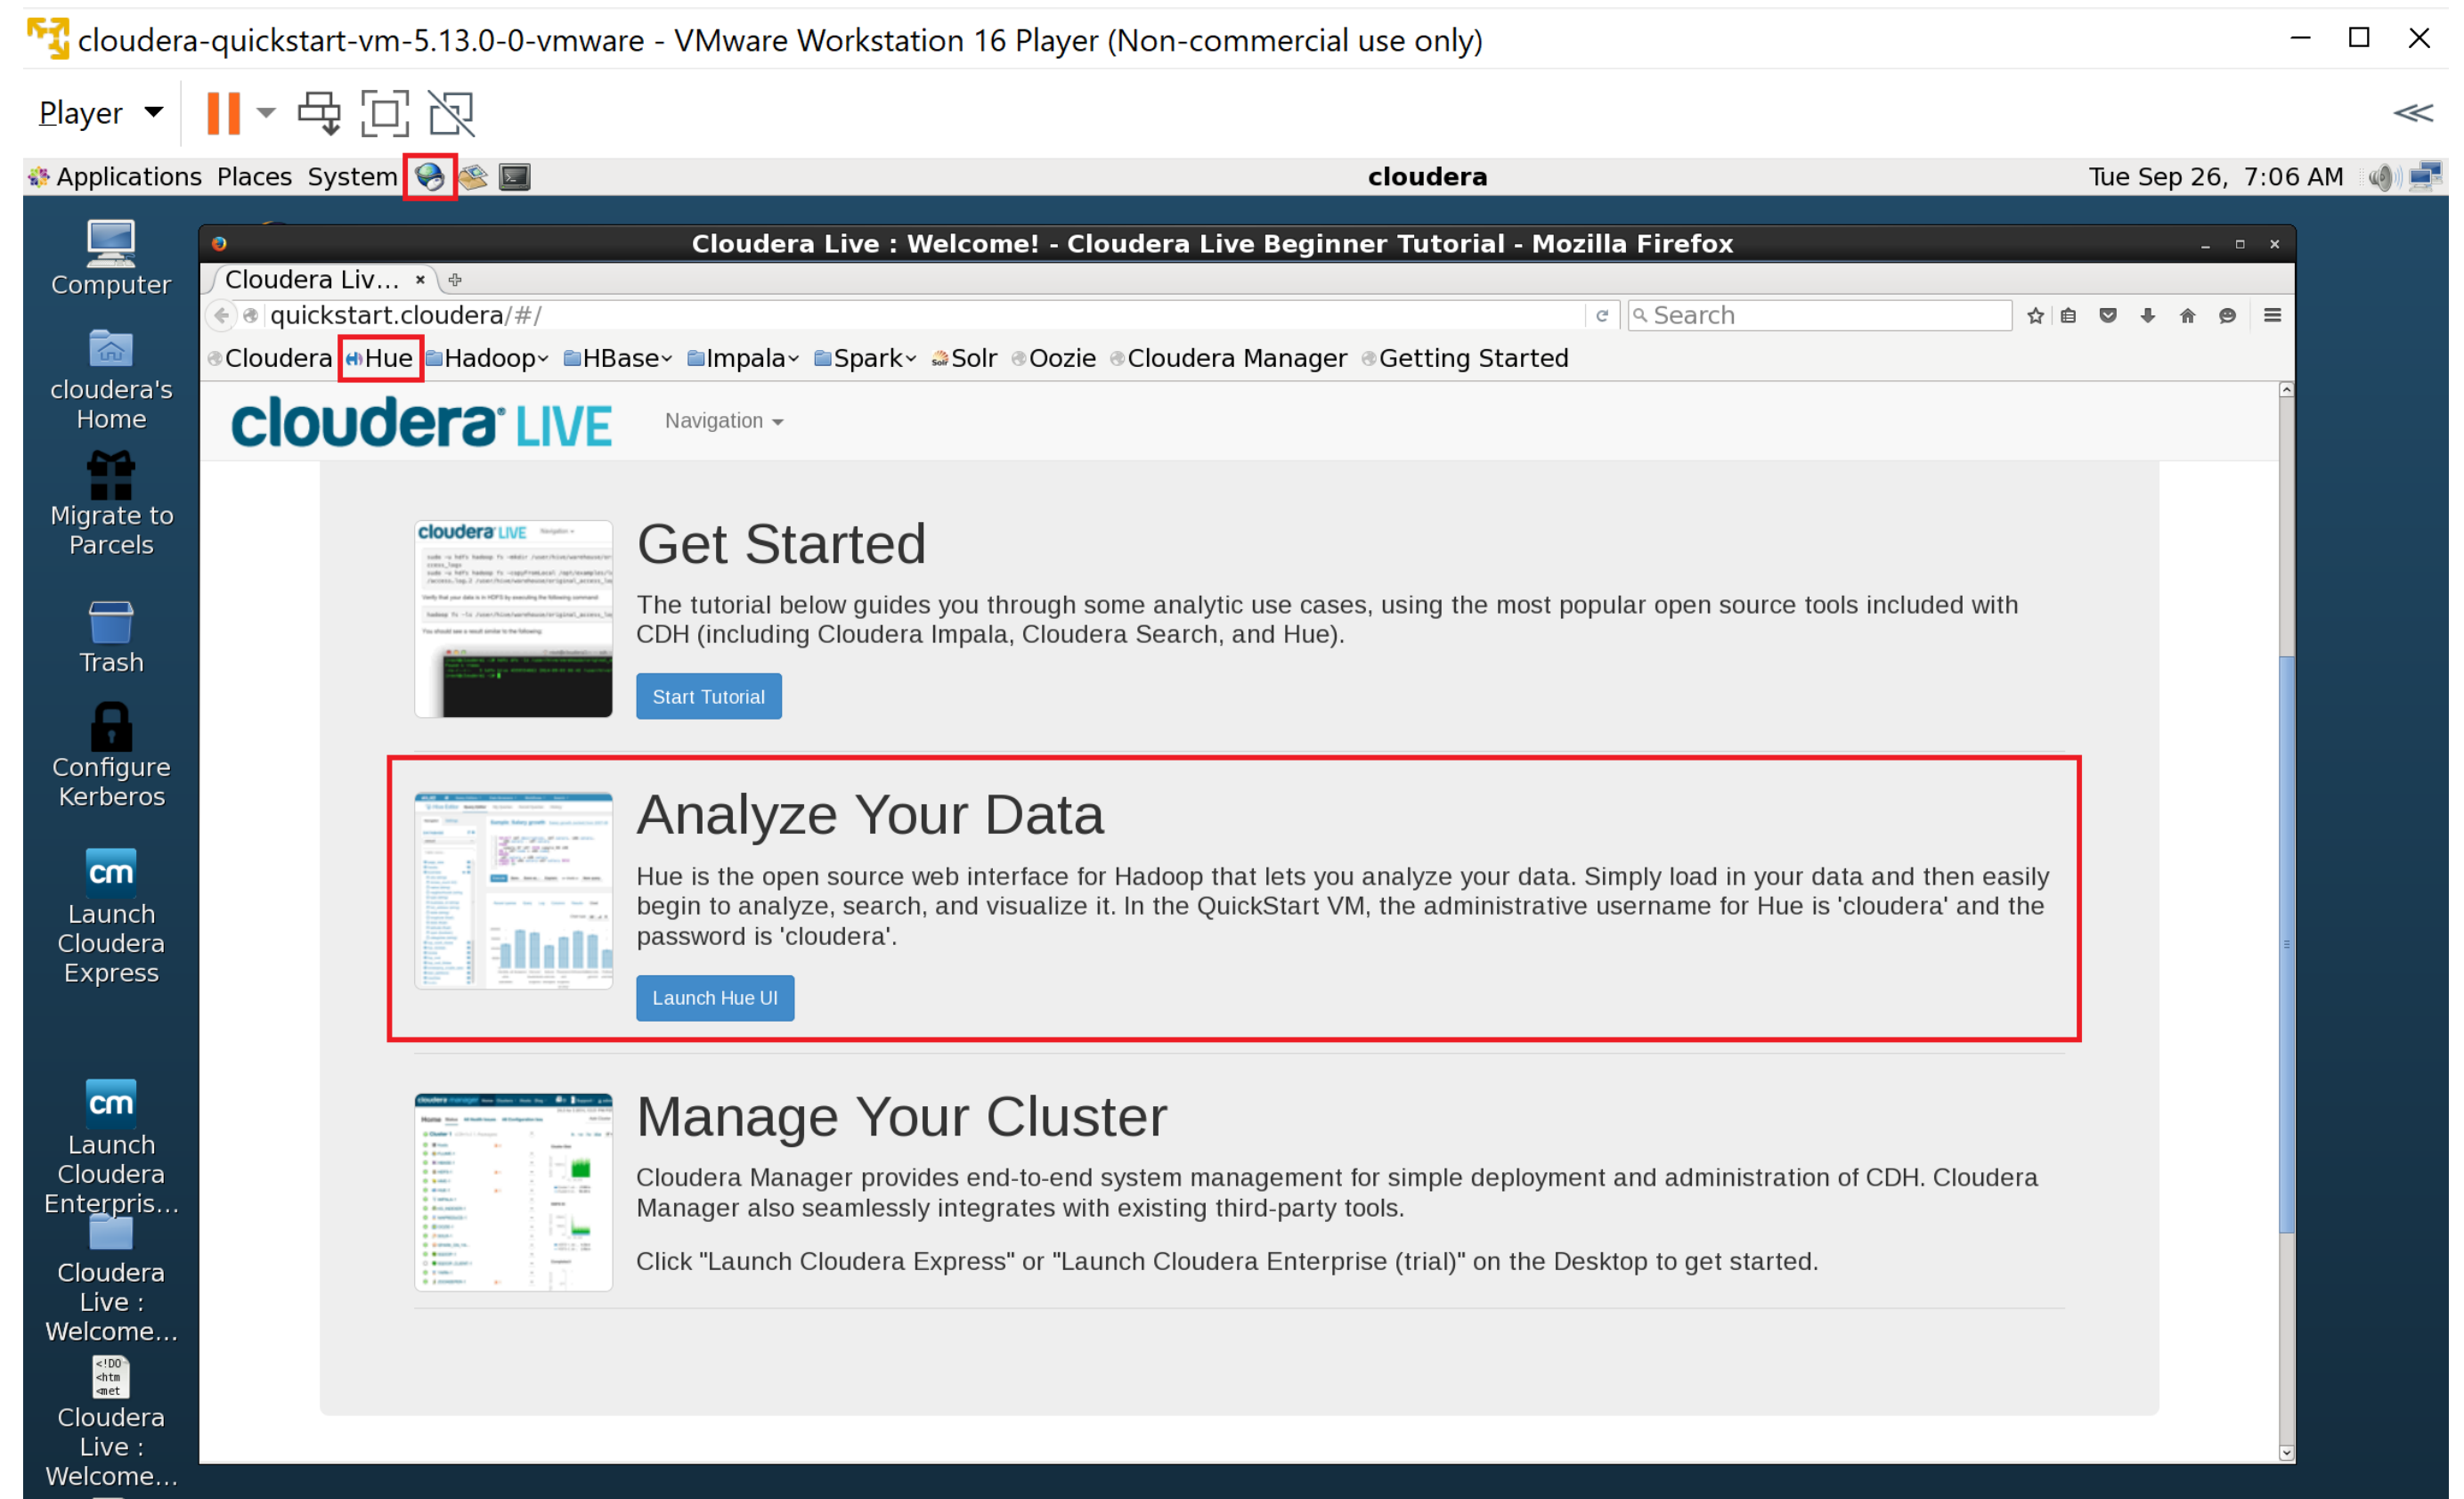 cloudera-quickstart-vm-5.13.0-0-vmware - VMware Workstation 16 Player (Non-commercial use only)
Player
Applications Places System
cloudera
Tue Sep 26, 7:06 AM
Computer
cloudera's
Home
Migrate to
Parcels
Trash
Configure
Kerberos
cm
Launch
Cloudera
Express
cm
Launch
Cloudera
Enterpris...
Cloudera
Live :
Welcome...
<!DO
<htm
<met
Cloudera
Live :
Welcome...
Cloudera Live : Welcome! - Cloudera Live Beginner Tutorial - Mozilla Firefox
Cloudera Liv...
quickstart.cloudera/#/
Search
Cloudera Hue Hadoop HBase Impala Spark Solr Oozie Cloudera Manager Getting Started
cloudera LIVE
Navigation
cloudera LIVE
Get Started
The tutorial below guides you through some analytic use cases, using the most popular open source tools included with
CDH (including Cloudera Impala, Cloudera Search, and Hue).
Start Tutorial
Analyze Your Data
Hue is the open source web interface for Hadoop that lets you analyze your data. Simply load in your data and then easily
begin to analyze, search, and visualize it. In the QuickStart VM, the administrative username for Hue is 'cloudera' and the
password is 'cloudera'.
Launch Hue UI
Manage Your Cluster
Cloudera Manager provides end-to-end system management for simple deployment and administration of CDH. Cloudera
Manager also seamlessly integrates with existing third-party tools.
Click "Launch Cloudera Express" or "Launch Cloudera Enterprise (trial)" on the Desktop to get started.